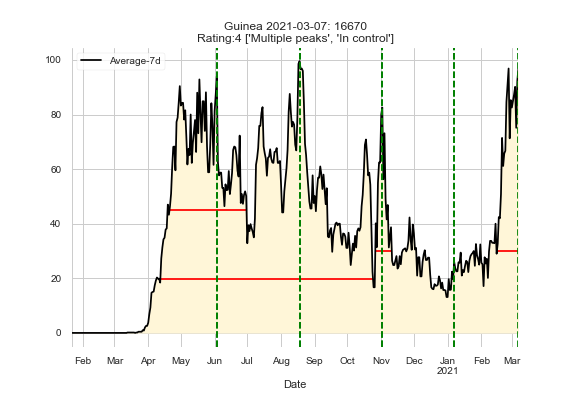 Guinea 2021-03-07: 16670
Rating:4 ['Multiple peaks', 'In control']
Average-7d
100
80
60
40
20
0
Feb Mar Apr May Jun Jul Aug Sep Oct Nov Dec Jan Feb Mar
2021
Date